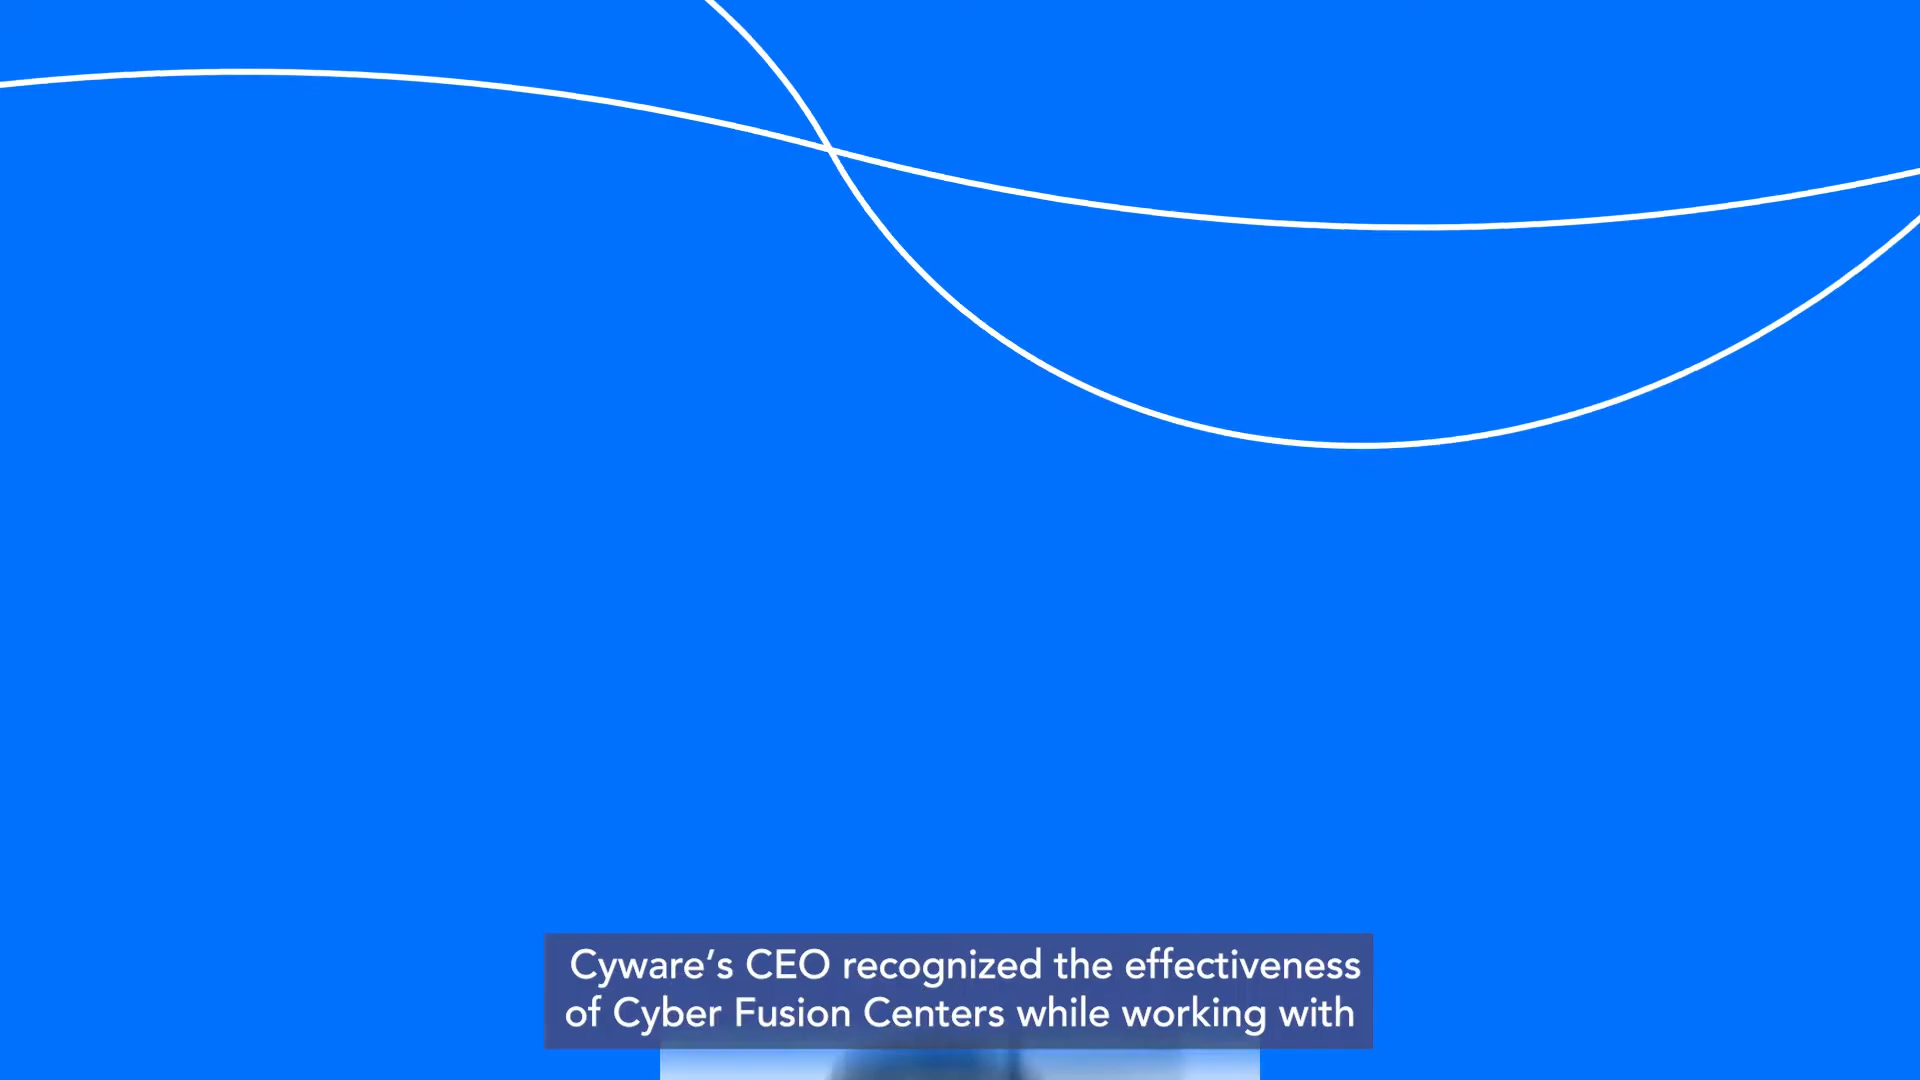 Cyware’s CEO recognized the effectiveness
of Cyber Fusion Centers while working with